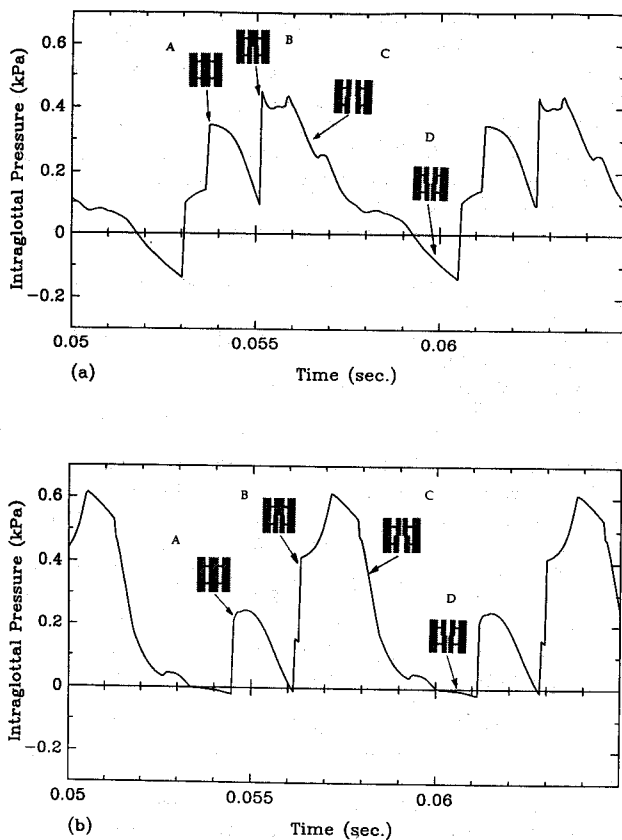 Intraglottal Pressure (kPa)
0.6
0.4
0.2
0
−0.2
A
B
C
D
0.05
0.055
0.06
(a)
Time (sec.)
Intraglottal Pressure (kPa)
0.6
0.4
0.2
0
−0.2
A
B
C
D
0.05
0.055
0.06
(b)
Time (sec.)